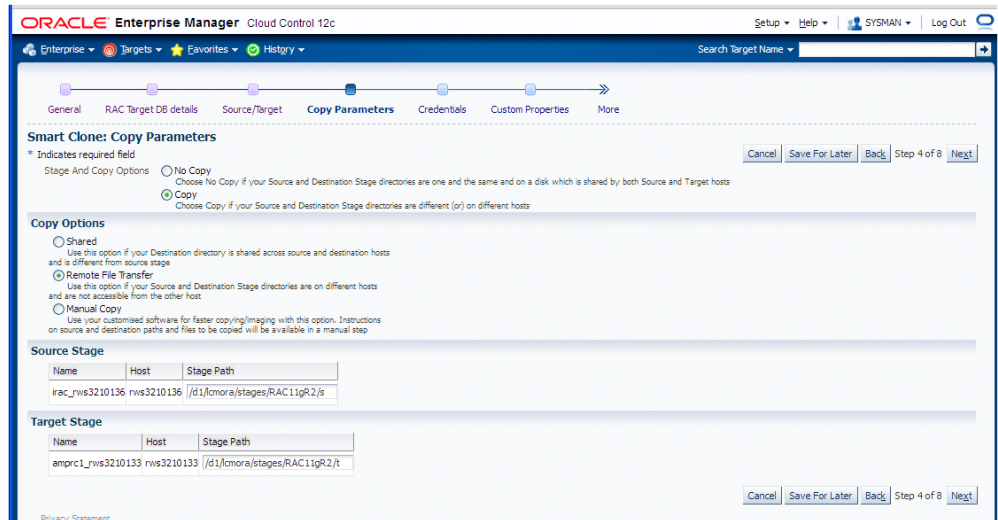 ORACLE Enterprise Manager Cloud Control 12c
Setup Help SYSMAN Log Out
Enterprise Targets Favorites History Search Target Name
General RAC Target DB details Source/Target Copy Parameters Credentials Custom Properties More
Smart Clone: Copy Parameters
* Indicates required field
Cancel Save For Later Back Step 4 of 8 Next
Stage And Copy Options No Copy
Choose No Copy if your Source and Destination Stage directories are one and the same and on a disk which is shared by both Source and Target hosts
Copy
Choose Copy if your Source and Destination Stage directories are different (or) on different hosts
Copy Options
Shared
Use this option if your Destination directory is shared across source and destination hosts
and is different from source stage
Remote File Transfer
Use this option if your Source and Destination Stage directories are on different hosts
and are not accessible from the other host
Manual Copy
Use your customised software for faster copying/imaging with this option. Instructions
on source and destination paths and files to be copied will be available in a manual step
Source Stage
Name Host Stage Path
irac_rws3210136 rws3210136 /d1/lcmora/stages/RAC11gR2/s
Target Stage
Name Host Stage Path
amprc1_rws3210133 rws3210133 /d1/lcmora/stages/RAC11gR2/t
Cancel Save For Later Back Step 4 of 8 Next
Privacy Statement